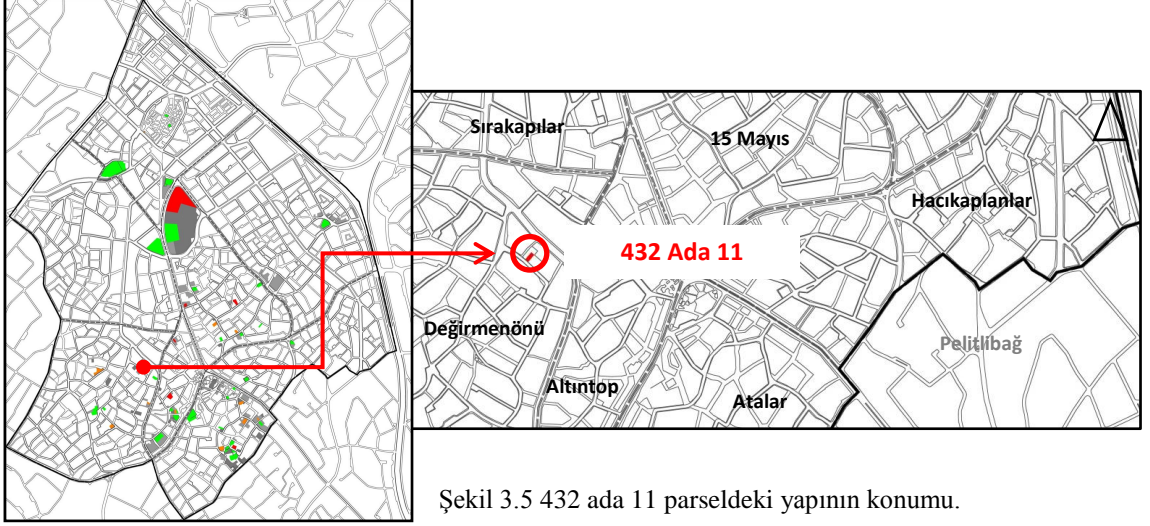 Sırakapılar
15 Mayıs
Hacıkaplanlar
432 Ada 11
Değirmenönü
Pelitlibağ
Altıntop
Atalar
Şekil 3.5 432 ada 11 parseldeki yapının konumu.